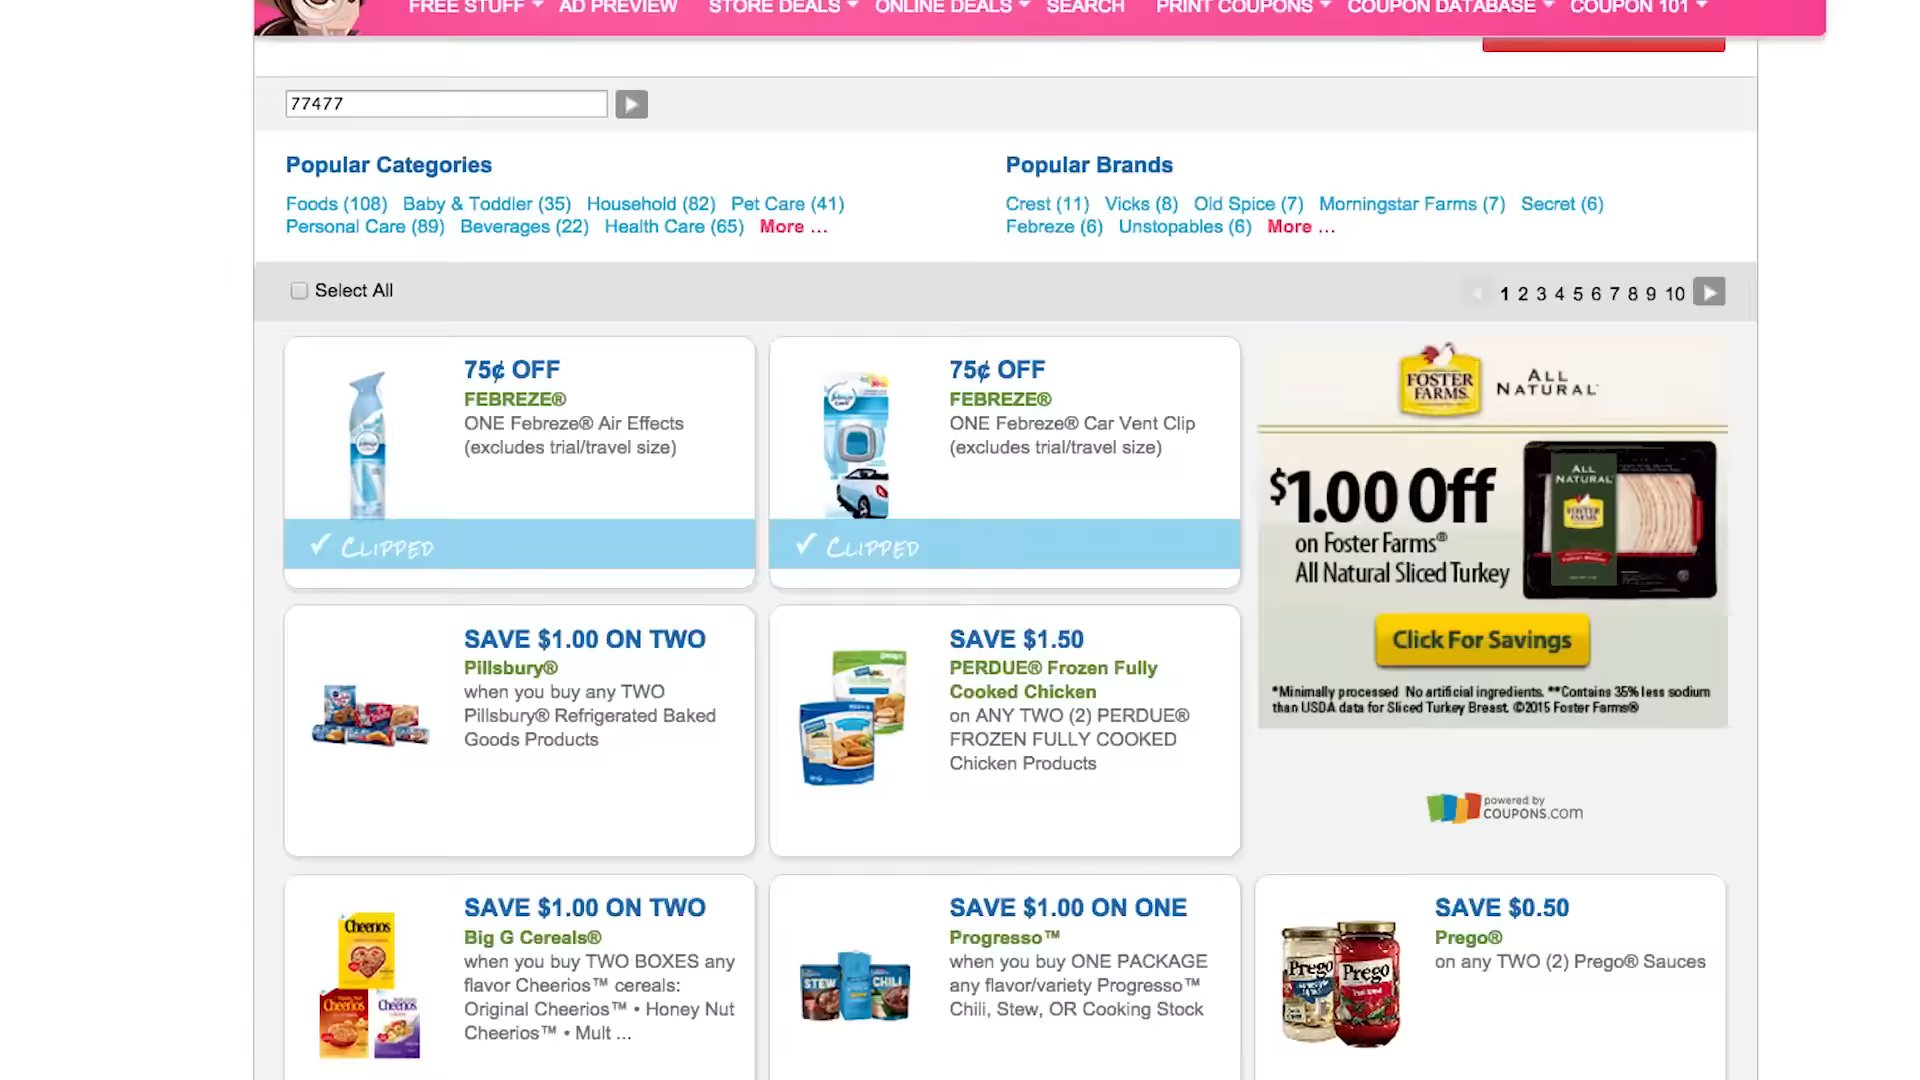 FREE STUFF AD PREVIEW STORE DEALS ONLINE DEALS SEARCH PRINT COUPONS COUPON DATABASE COUPON 101
77477
Popular Categories
Foods (108) Baby & Toddler (35) Household (82) Pet Care (41)
Personal Care (89) Beverages (22) Health Care (65) More ...
Popular Brands
Crest (11) Vicks (8) Old Spice (7) Morningstar Farms (7) Secret (6)
Febreze (6) Unstopables (6) More ...
Select All
1 2 3 4 5 6 7 8 9 10
75¢ OFF
FEBREZE®
ONE Febreze® Air Effects
(excludes trial/travel size)
✓ CLIPPED
75¢ OFF
FEBREZE®
ONE Febreze® Car Vent Clip
(excludes trial/travel size)
✓ CLIPPED
FOSTER
FARMS.
ALL
NATURAL
$1.00 Off
on Foster Farms®
All Natural Sliced Turkey
ALL
NATURAL
FOSTER
FARMS
Click For Savings
*Minimally processed No artificial ingredients. **Contains 35% less sodium
than USDA data for Sliced Turkey Breast. ©2015 Foster Farms®
powered by
COUPONS.com
SAVE $1.00 ON TWO
Pillsbury®
when you buy any TWO
Pillsbury® Refrigerated Baked
Goods Products
SAVE $1.50
PERDUE® Frozen Fully
Cooked Chicken
on ANY TWO (2) PERDUE®
FROZEN FULLY COOKED
Chicken Products
SAVE $1.00 ON TWO
Big G Cereals®
when you buy TWO BOXES any
flavor Cheerios™ cereals:
Original Cheerios™ • Honey Nut
Cheerios™ • Mult ...
Cheerios
Cheerios
Cheerios
SAVE $1.00 ON ONE
Progresso™
when you buy ONE PACKAGE
any flavor/variety Progresso™
Chili, Stew, OR Cooking Stock
STEW
CHILI
SAVE $0.50
Prego®
on any TWO (2) Prego® Sauces
Prego
Prego